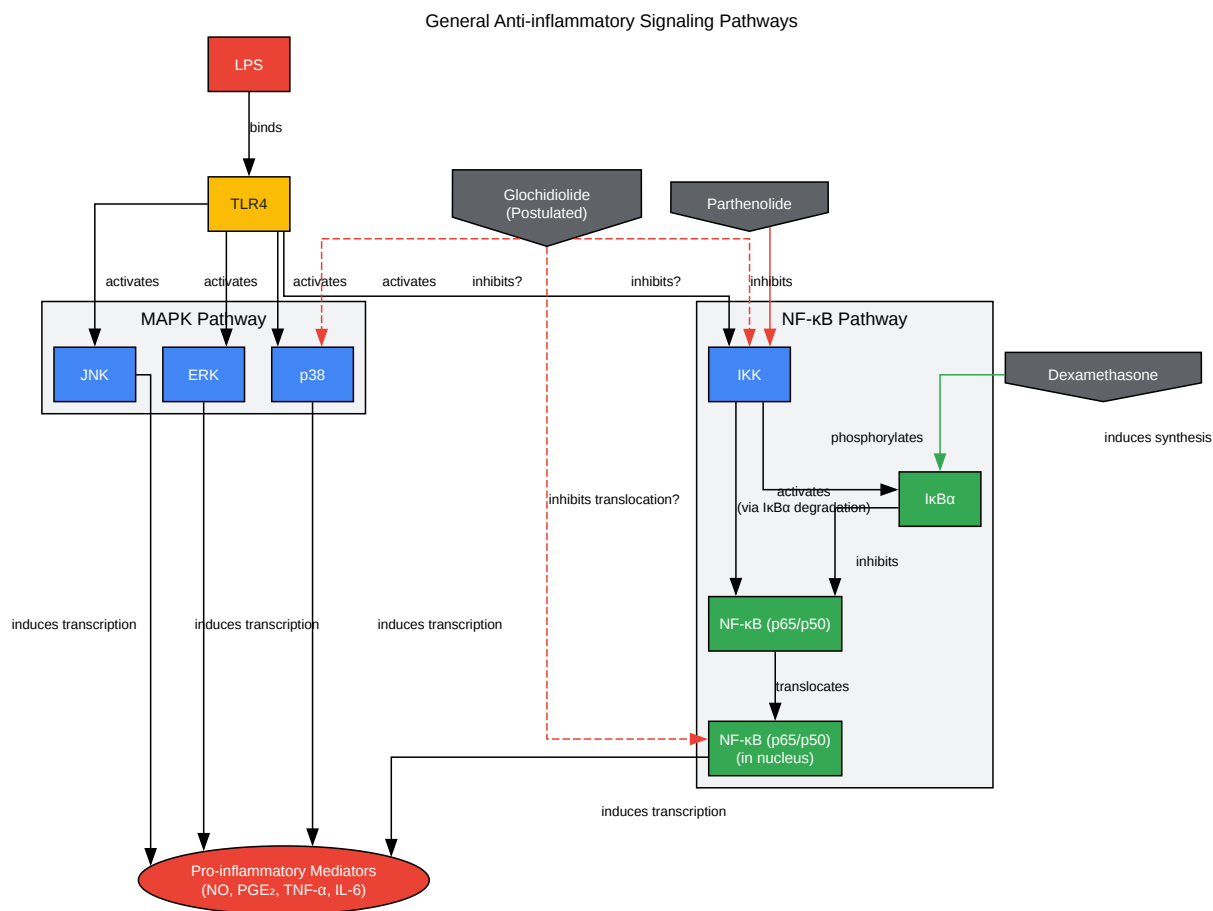 General Anti-inflammatory Signaling Pathways
LPS
binds
TLR4
Glochidiolide
(Postulated)
Parthenolide
activates
activates
activates
activates
inhibits?
inhibits?
inhibits
MAPK Pathway
NF-κB Pathway
JNK
ERK
p38
IKK
Dexamethasone
phosphorylates
induces synthesis
activates
(via IκBα degradation)
inhibits translocation?
IκBα
inhibits
induces transcription
induces transcription
induces transcription
NF-κB (p65/p50)
translocates
NF-κB (p65/p50)
(in nucleus)
induces transcription
Pro-inflammatory Mediators
(NO, PGE₂, TNF-α, IL-6)